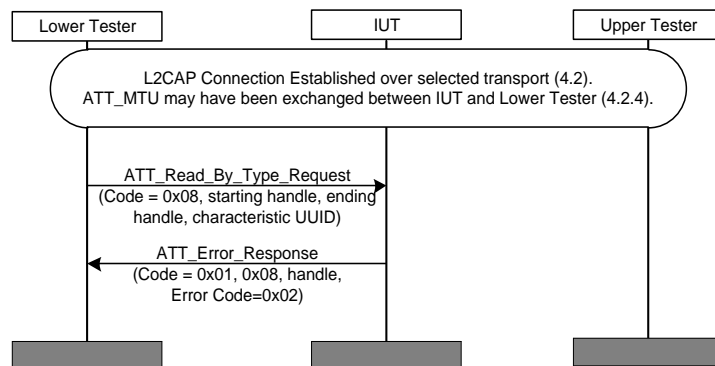 Lower Tester
IUT
Upper Tester
L2CAP Connection Established over selected transport (4.2).
ATT_MTU may have been exchanged between IUT and Lower Tester (4.2.4).
ATT_Read_By_Type_Request
(Code = 0x08, starting handle, ending
handle, characteristic UUID)
ATT_Error_Response
(Code = 0x01, 0x08, handle,
Error Code=0x02)